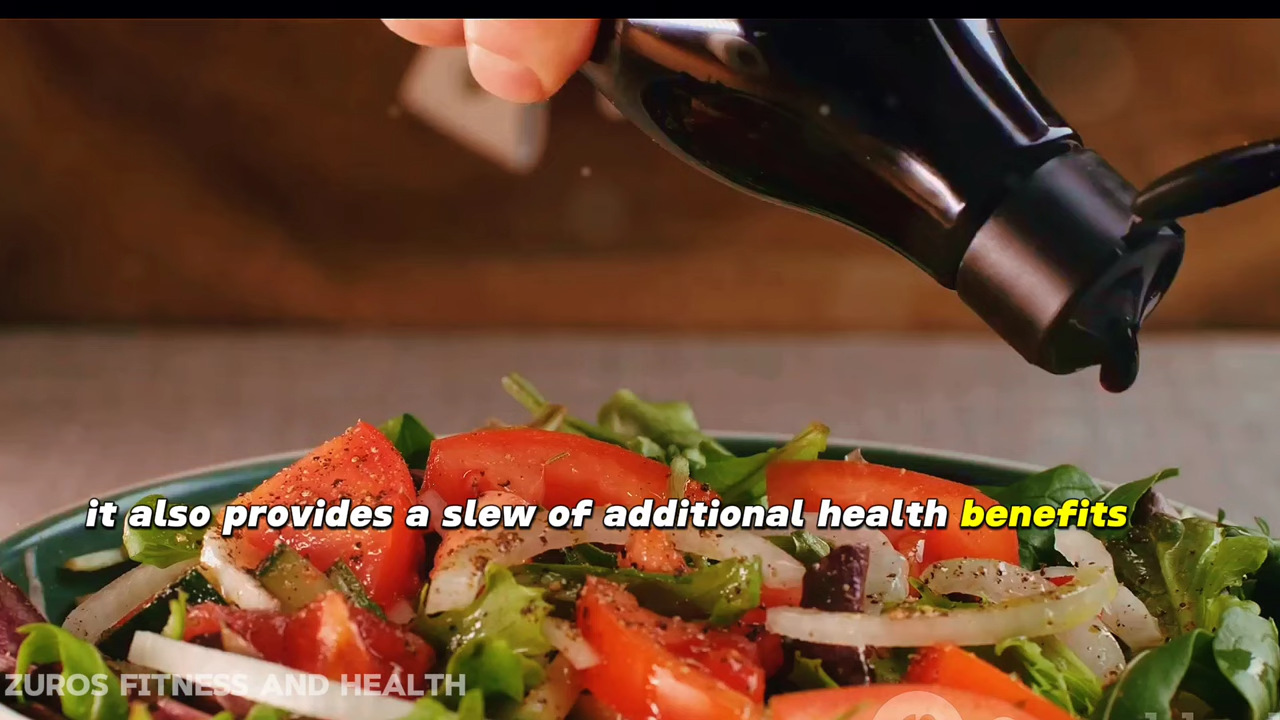 it also provides a slew of additional health benefits
ZUROS FITNESS AND HEALTH